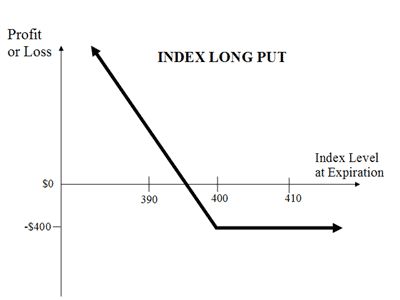 Profit
or Loss
INDEX LONG PUT
Index Level
at Expiration
$0
390
400
410
-$400